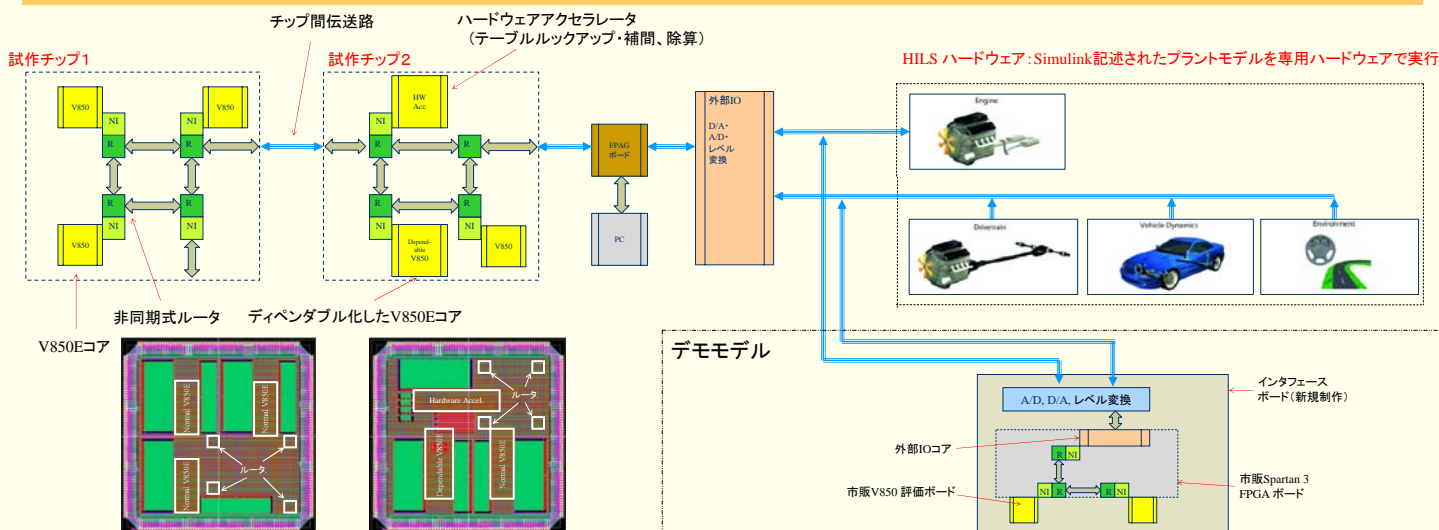 チップ間伝送路
ハードウェアアクセラレータ
（テーブルルックアップ・補間、除算）
試作チップ１
試作チップ２
HILS ハードウェア：Simulink記述されたプラントモデルを専用ハードウェアで実行
V850
NI
R
NI
R
V850
R
NI
V850
R
NI
HW
Acc
NI
R
R
R
NI
Depend-
able
V850
R
NI
V850
FPAG
ボード
PC
外部IO
D/A・
A/D・
レベル
変換
Engine
Drivetrain
Vehicle Dynamics
Environment
非同期式ルータ
ディペンダブル化したV850Eコア
V850Eコア
Normal V850E
Normal V850E
Normal V850E
ルータ
Hardware Accel.
ルータ
Dependable V850E
Normal V850E
デモモデル
A/D, D/A, レベル変換
インタフェース
ボード（新規制作）
外部IOコア
R NI
市販V850 評価ボード
NI R
R NI
市販Spartan 3
FPGA ボード